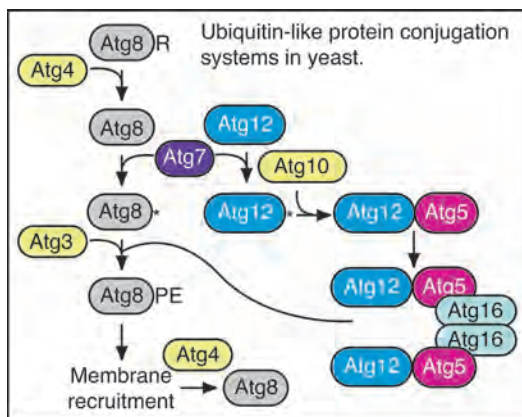 Ubiquitin-like protein conjugation
systems in yeast.
Atg8 R
Atg4
Atg8
Atg12
Atg7
Atg10
Atg8 *
Atg12 *
Atg12 Atg5
Atg3
Atg8 PE
Atg12 Atg5
Atg16
Atg16
Atg12 Atg5
Atg4
Membrane
recruitment
Atg8